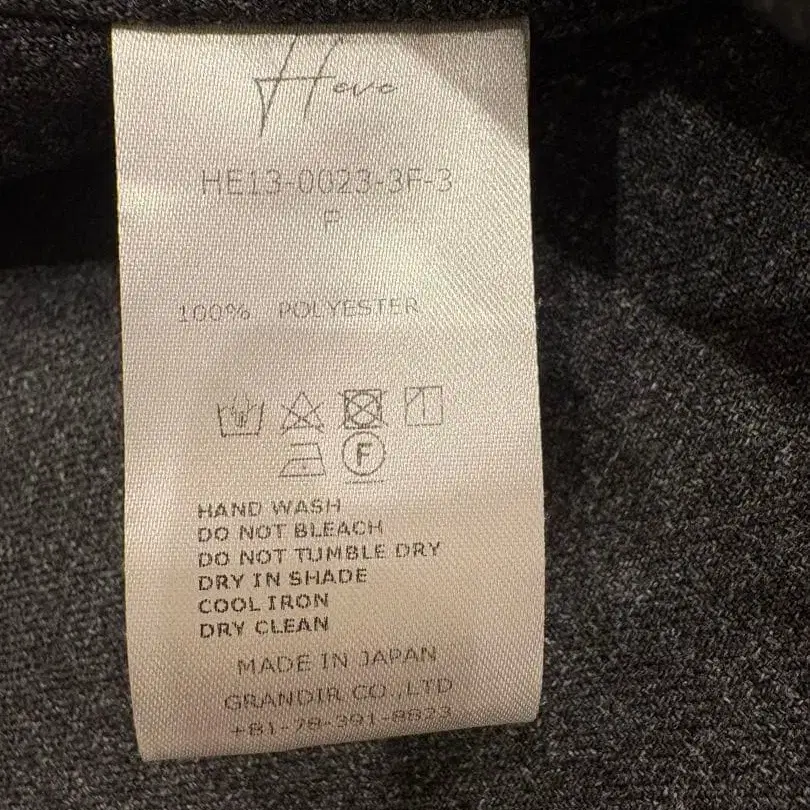 Heve
HE13-0023-3F-3
F
100% POLYESTER
F
HAND WASH
DO NOT BLEACH
DO NOT TUMBLE DRY
DRY IN SHADE
COOL IRON
DRY CLEAN
MADE IN JAPAN
GRANDIR CO.,LTD
+81-78-391-8823